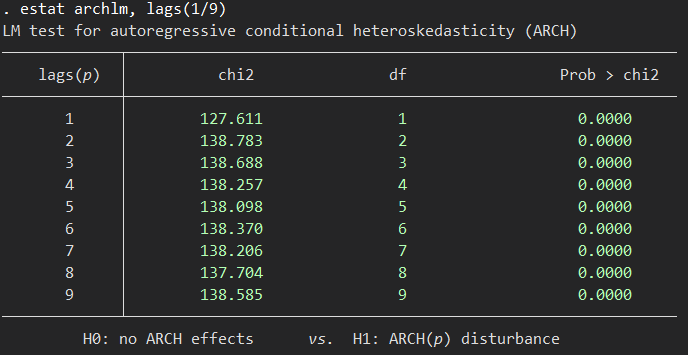 . estat archlm, lags(1/9)
LM test for autoregressive conditional heteroskedasticity (ARCH)
lags(p) chi2 df Prob > chi2
1 127.611 1 0.0000
2 138.783 2 0.0000
3 138.688 3 0.0000
4 138.257 4 0.0000
5 138.098 5 0.0000
6 138.370 6 0.0000
7 138.206 7 0.0000
8 137.704 8 0.0000
9 138.585 9 0.0000
H0: no ARCH effects vs. H1: ARCH(p) disturbance